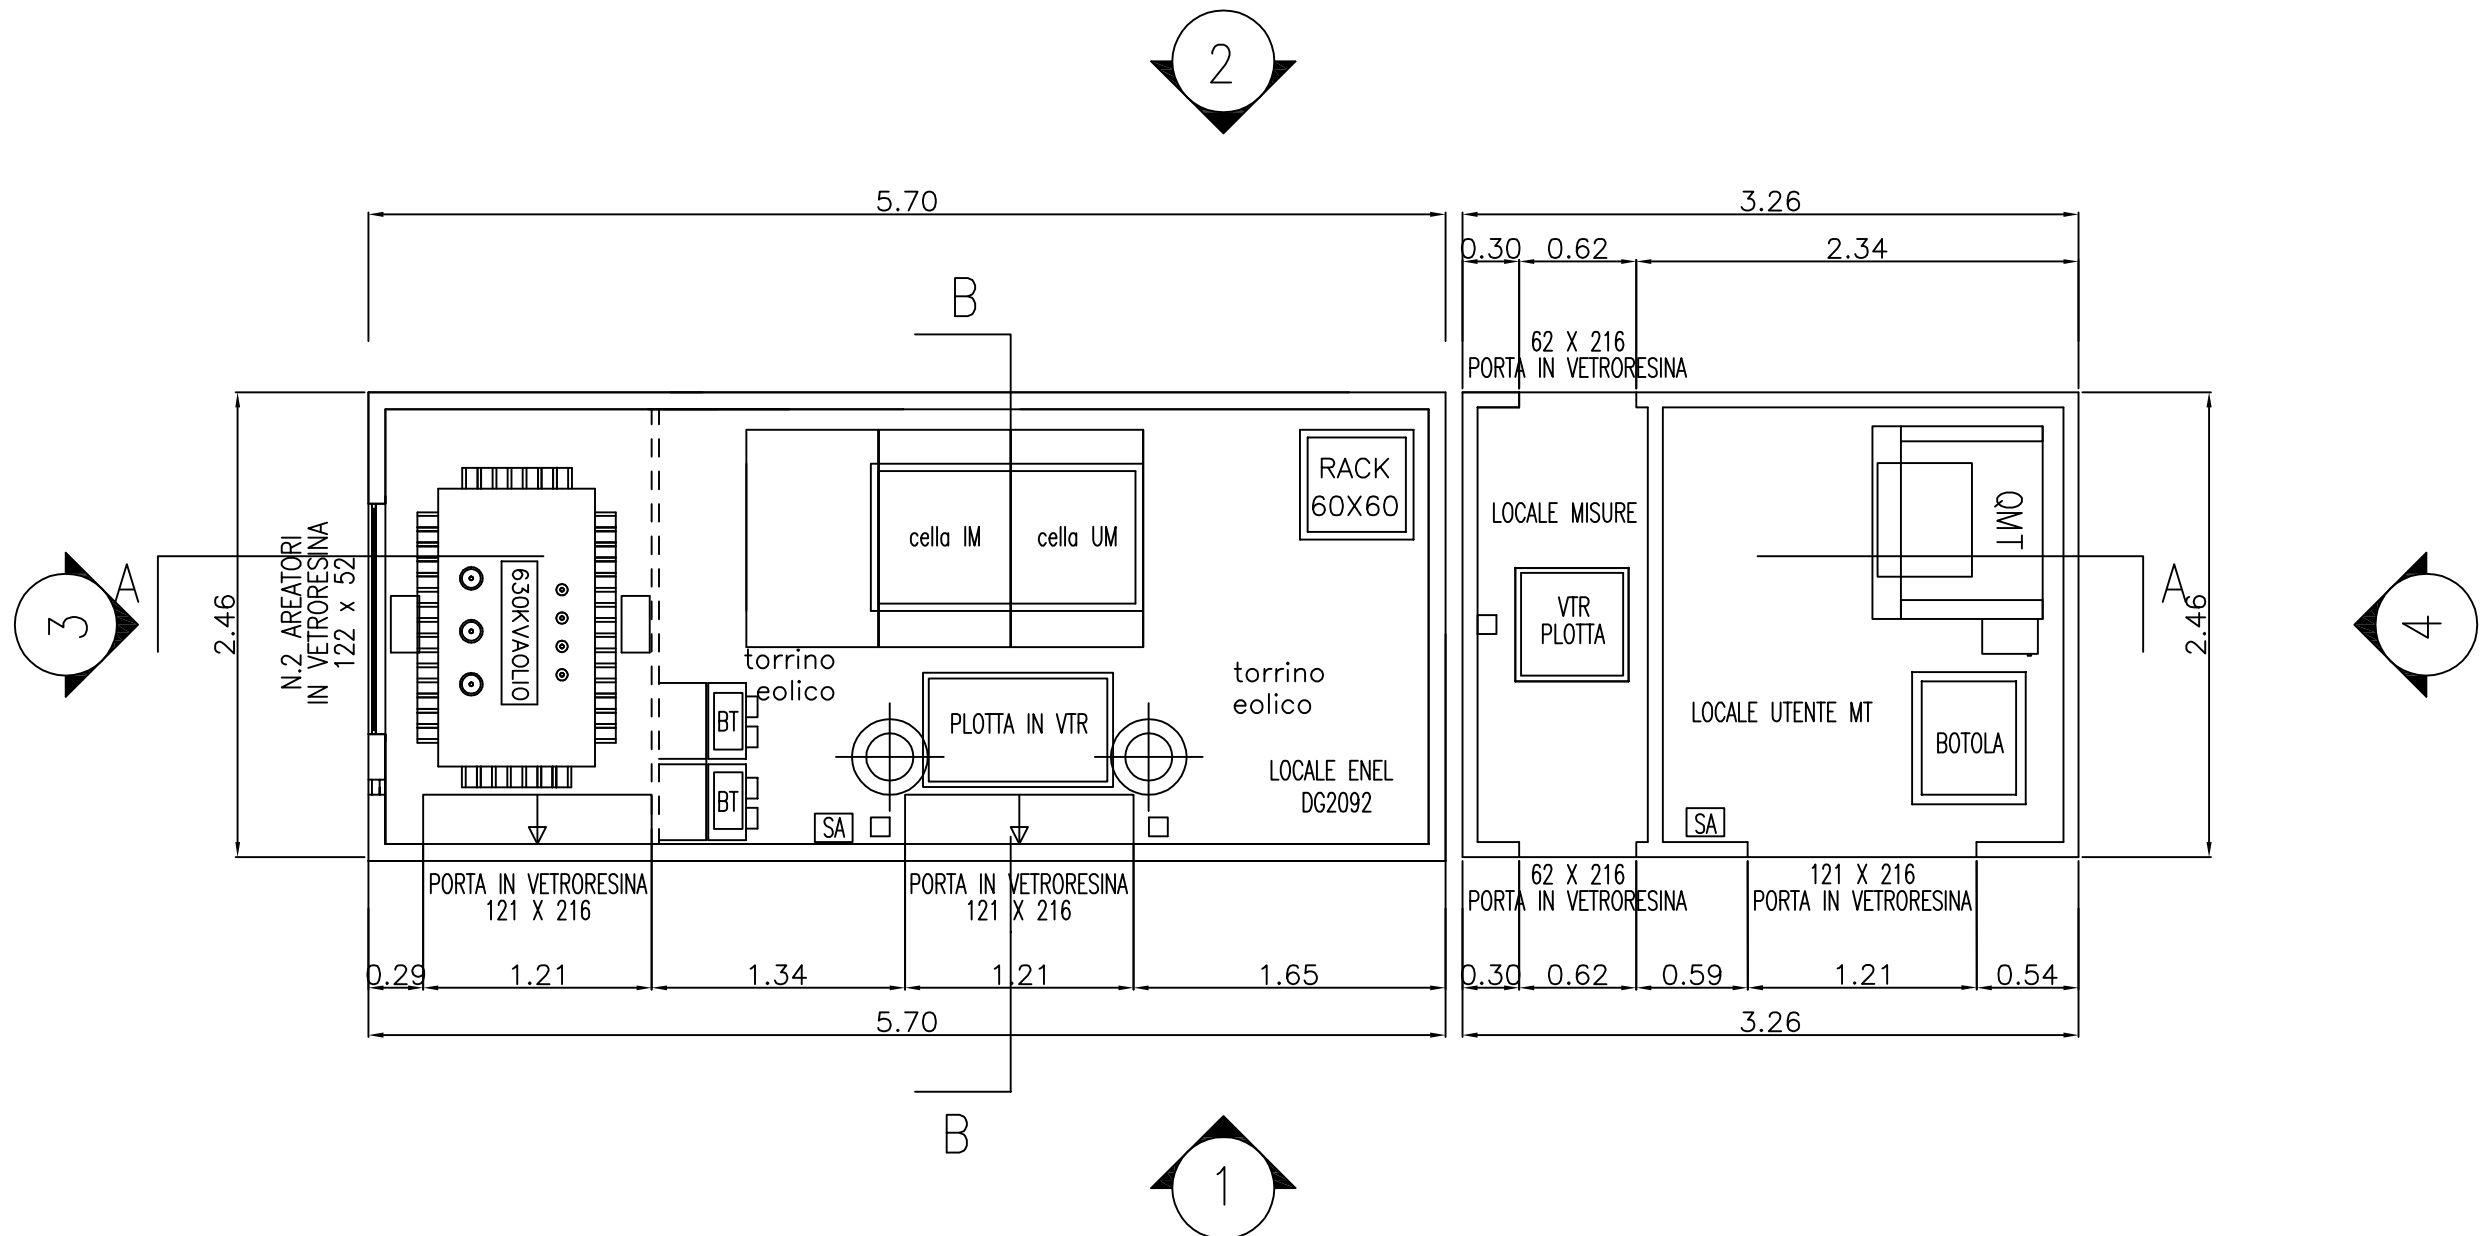 2
5.70
3.26
0.30
0.62
2.34
B
62 X 216
PORTA IN VETRORESINA
RACK
60X60
cella IM
cella UM
LOCALE MISURE
QMT
A
A
3
4
2.46
2.46
N.2 AREATORI
IN VETRORESINA
122 x 52
630KVAOLIO
VTR
PLOTTA
torrino
eolico
torrino
eolico
BT
BT
PLOTTA IN VTR
LOCALE UTENTE MT
BOTOLA
LOCALE ENEL
DG2092
SA
SA
PORTA IN VETRORESINA
121 X 216
PORTA IN VETRORESINA
121 X 216
62 X 216
PORTA IN VETRORESINA
121 X 216
PORTA IN VETRORESINA
0.29
1.21
1.34
1.21
1.65
0.30
0.62
0.59
1.21
0.54
5.70
3.26
B
1